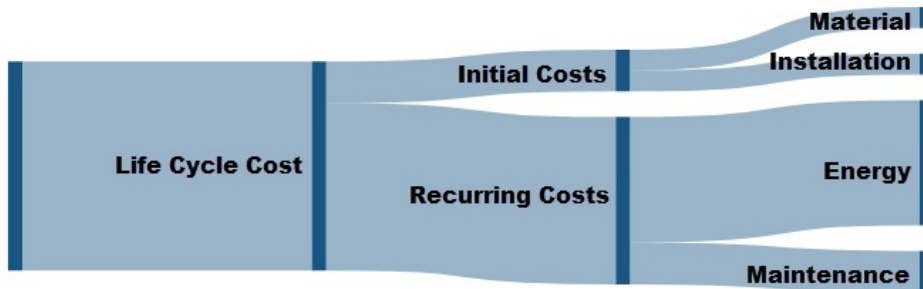 Material
Initial Costs
Installation
Life Cycle Cost
Recurring Costs
Energy
Maintenance